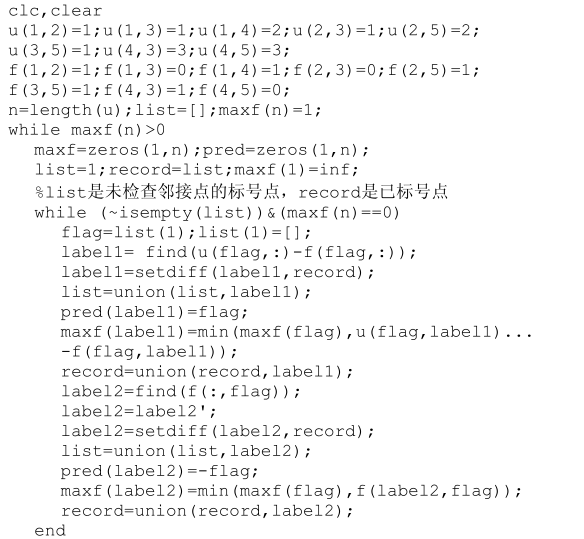 clc,clear
u(1,2)=1;u(1,3)=1;u(1,4)=2;u(2,3)=1;u(2,5)=2;
u(3,5)=1;u(4,3)=3;u(4,5)=3;
f(1,2)=1;f(1,3)=0;f(1,4)=1;f(2,3)=0;f(2,5)=1;
f(3,5)=1;f(4,3)=1;f(4,5)=0;
n=length(u);list=[];maxf(n)=1;
while maxf(n)>0
maxf=zeros(1,n);pred=zeros(1,n);
list=1;record=list;maxf(1)=inf;
%list是未检查邻接点的标号点，record是已标号点
while (~isempty(list))&(maxf(n)==0)
flag=list(1);list(1)=[];
label1= find(u(flag,:)-f(flag,:));
label1=setdiff(label1,record);
list=union(list,label1);
pred(label1)=flag;
maxf(label1)=min(maxf(flag),u(flag,label1)...
-f(flag,label1));
record=union(record,label1);
label2=find(f(:,flag));
label2=label2';
label2=setdiff(label2,record);
list=union(list,label2);
pred(label2)=-flag;
maxf(label2)=min(maxf(flag),f(label2,flag));
record=union(record,label2);
end